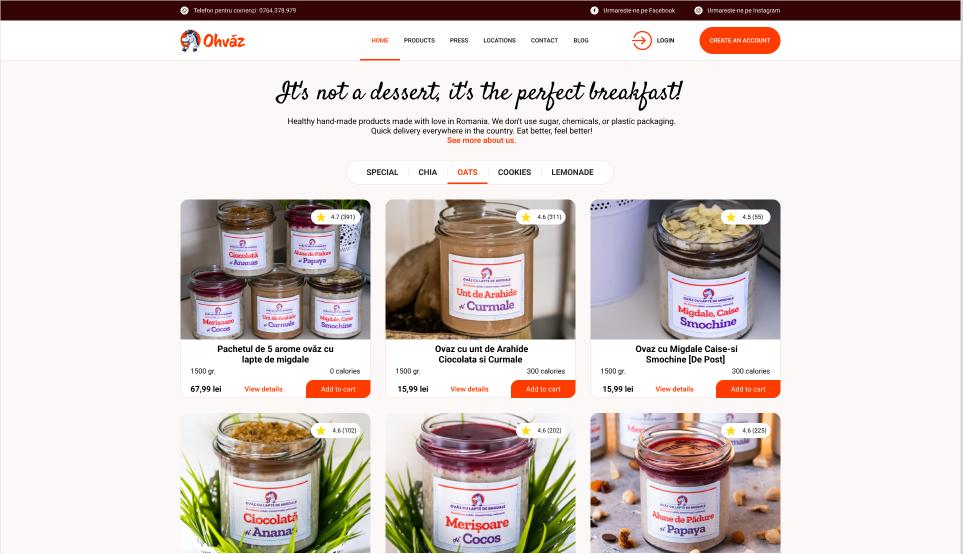 Telefon pentru comenzi: 0764.378.979
Urmareste-ne pe Facebook
Urmareste-ne pe Instagram
Ohvăz
HOME
PRODUCTS
PRESS
LOCATIONS
CONTACT
BLOG
LOGIN
CREATE AN ACCOUNT
It's not a dessert, it's the perfect breakfast!
Healthy hand-made products made with love in Romania. We don't use sugar, chemicals, or plastic packaging.
Quick delivery everywhere in the country. Eat better, feel better!
See more about us.
SPECIAL
CHIA
OATS
COOKIES
LEMONADE
4.7 (391)
Ciocolată
și Ananas
Alune de Pădure
și Papaya
Merișoare
și Cocos
Unt de Arahide
și Curmale
Migdale, Caise
Smochine
Pachetul de 5 arome ovăz cu
lapte de migdale
1500 gr.
0 calories
67,99 lei
View details
Add to cart
4.6 (311)
OVĂZ CU LAPTE DE MIGDALE
Unt de Arahide
și Curmale
Ovaz cu unt de Arahide
Ciocolata si Curmale
1500 gr.
300 calories
15,99 lei
View details
Add to cart
4.5 (55)
OVĂZ CU LAPTE DE MIGDALE
Migdale, Caise
Smochine
Ovaz cu Migdale Caise-si
Smochine [De Post]
1500 gr.
300 calories
15,99 lei
View details
Add to cart
4.6 (102)
OVĂZ CU LAPTE DE MIGDALE
Ciocolată
și Ananas
4.6 (202)
OVĂZ CU LAPTE DE MIGDALE
Merișoare
și Cocos
4.6 (225)
OVĂZ CU LAPTE DE MIGDALE
Alune de Pădure
și Papaya